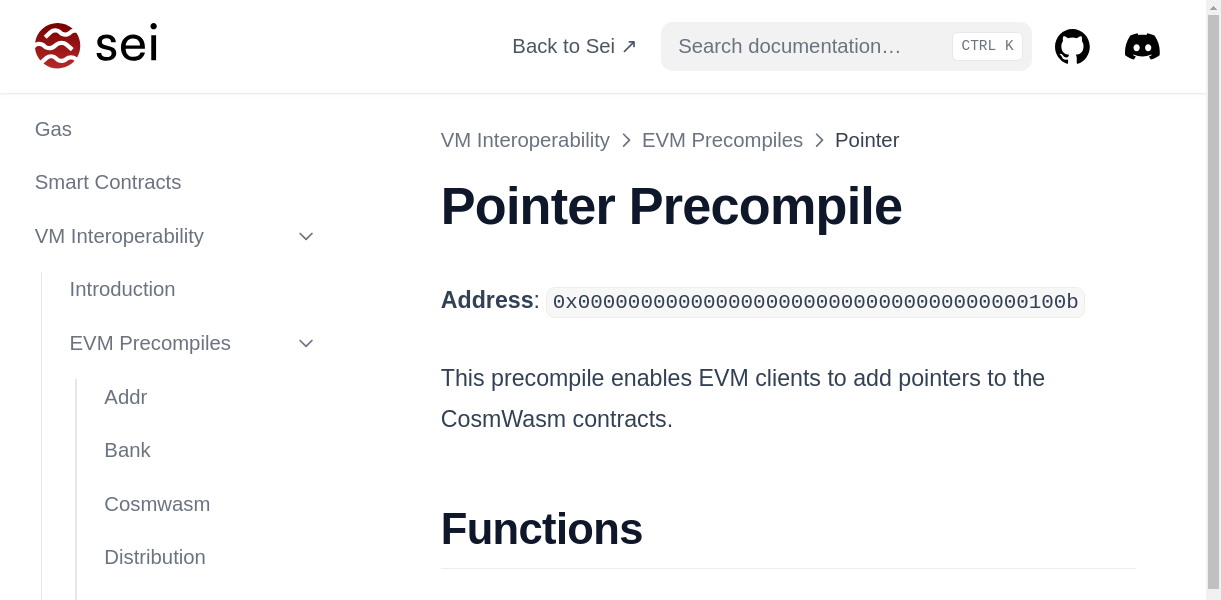 sei
Back to Sei ↗
Search documentation…
CTRL K
Gas
Smart Contracts
VM Interoperability
Introduction
EVM Precompiles
Addr
Bank
Cosmwasm
Distribution
VM Interoperability > EVM Precompiles > Pointer
Pointer Precompile
Address: 0x000000000000000000000000000000000000100b
This precompile enables EVM clients to add pointers to the
CosmWasm contracts.
Functions